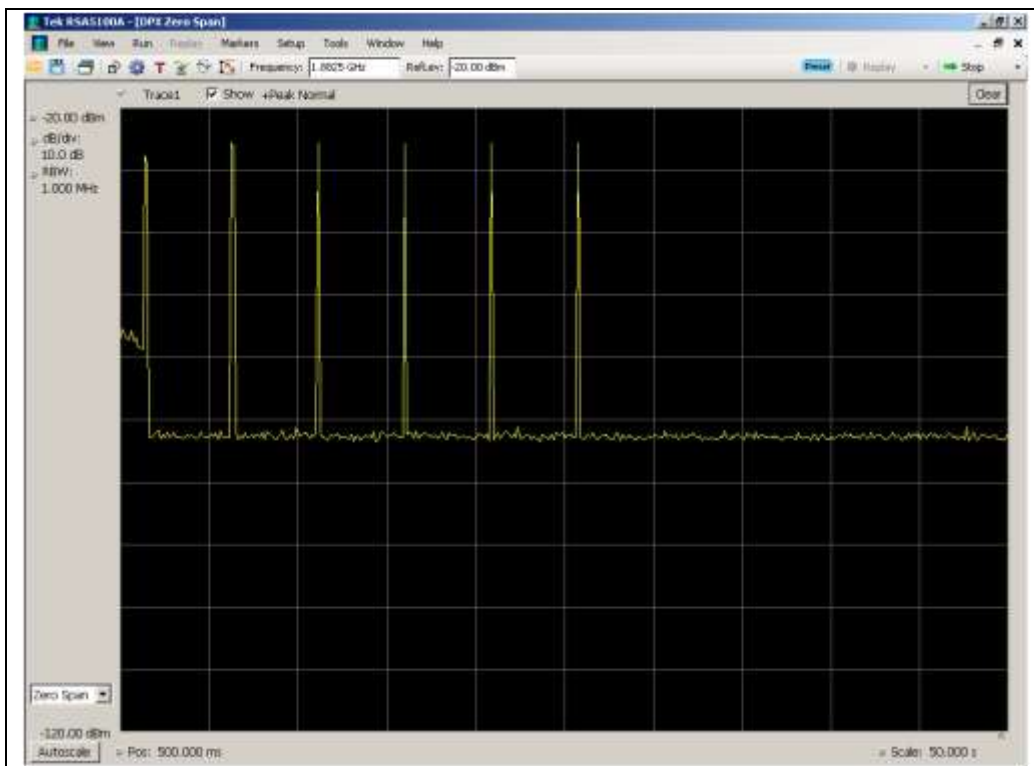 Tek RSA5100A - [DPX Zero Span]
File View Run Replay Markers Setup Tools Window Help
Frequency: 1.8025 GHz RefLev: -20.00 dBm Preset Replay Stop
Trace1 Show +Peak Normal Clear
-20.00 dBm
dB/div:
10.0 dB
RBW:
1.000 MHz
Zero Span
-120.00 dBm
Autoscale Pos: 500.000 ms Scale: 50.000 s